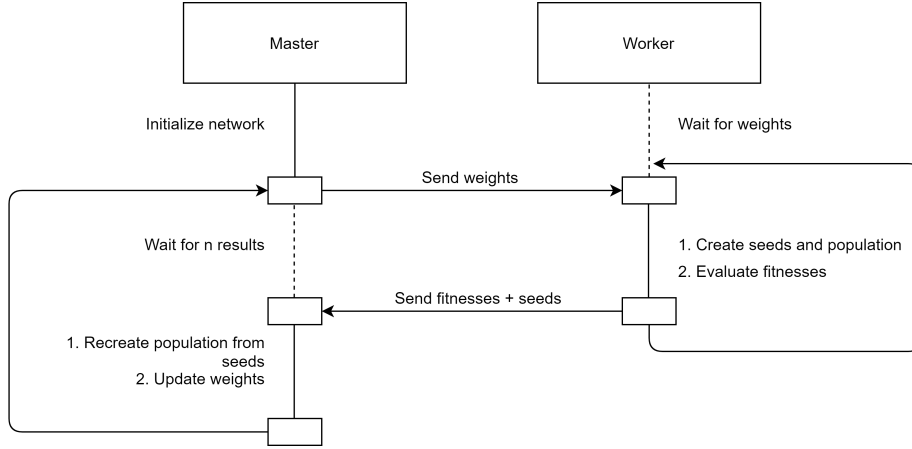 Master
Worker
Initialize network
Wait for weights
Send weights
Wait for n results
1. Create seeds and population
2. Evaluate fitnesses
Send fitnesses + seeds
1. Recreate population from
seeds
2. Update weights